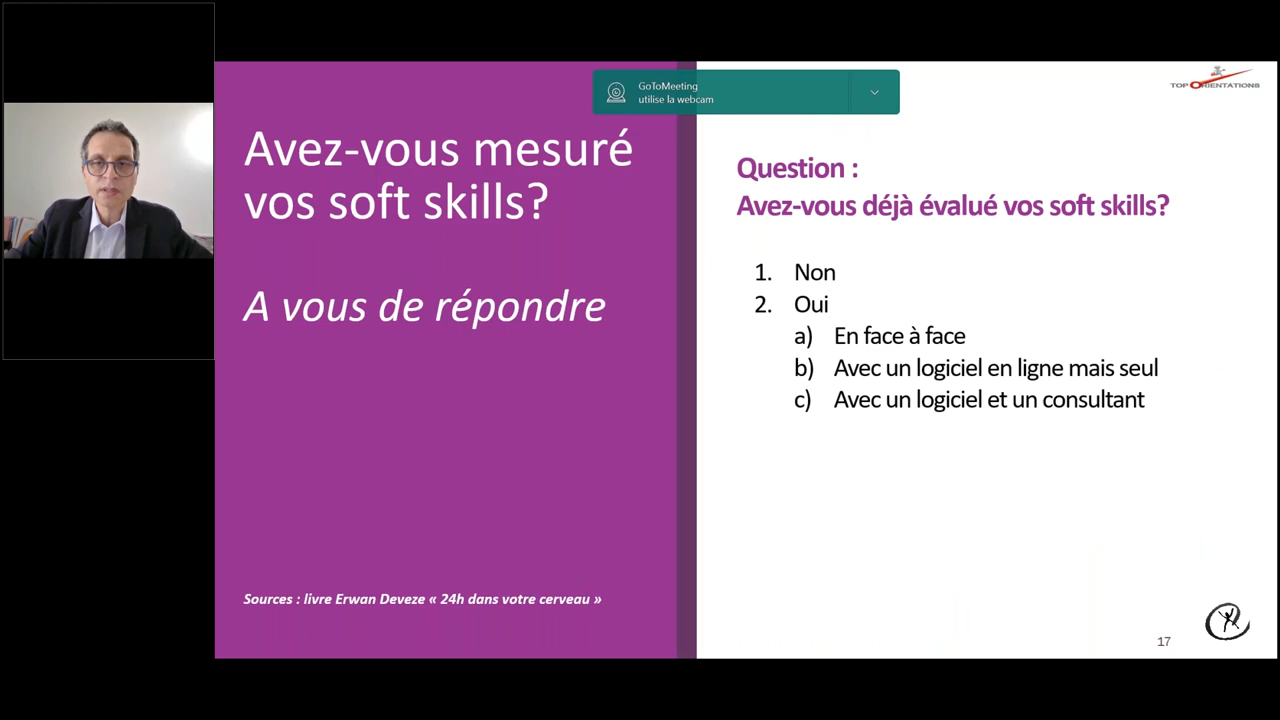 GoToMeeting
utilise la webcam
TOP ORIENTATIONS
Avez-vous mesuré
vos soft skills?
A vous de répondre
Sources : livre Erwan Deveze « 24h dans votre cerveau »
Question :
Avez-vous déjà évalué vos soft skills?
1. Non
2. Oui
a) En face à face
b) Avec un logiciel en ligne mais seul
c) Avec un logiciel et un consultant
17